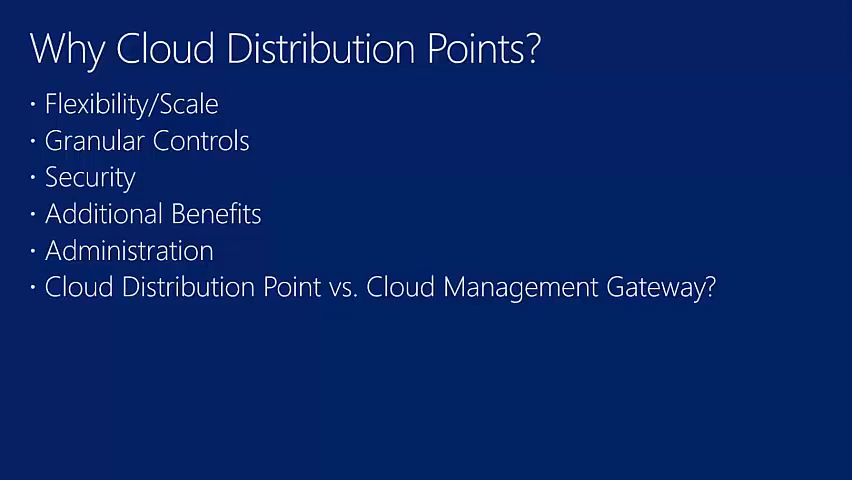 Why Cloud Distribution Points?
· Flexibility/Scale
· Granular Controls
· Security
· Additional Benefits
· Administration
· Cloud Distribution Point vs. Cloud Management Gateway?